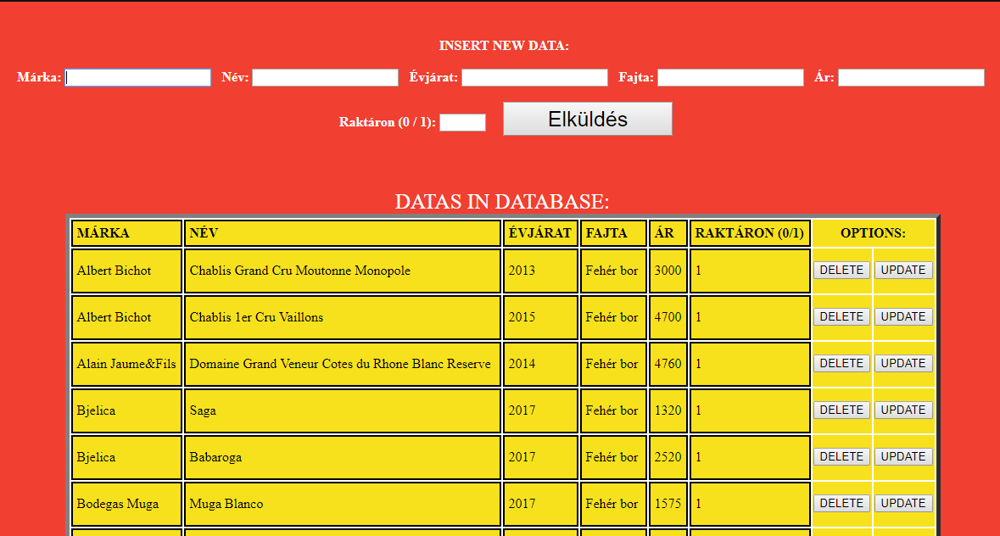 INSERT NEW DATA:
Márka: Név: Évjárat: Fajta: Ár:
Raktáron (0 / 1): Elküldés
DATAS IN DATABASE:
MÁRKA NÉV ÉVJÁRAT FAJTA ÁR RAKTÁRON (0/1) OPTIONS:
Albert Bichot Chablis Grand Cru Moutonne Monopole 2013 Fehér bor 3000 1 DELETE UPDATE
Albert Bichot Chablis 1er Cru Vaillons 2015 Fehér bor 4700 1 DELETE UPDATE
Alain Jaume&Fils Domaine Grand Veneur Cotes du Rhone Blanc Reserve 2014 Fehér bor 4760 1 DELETE UPDATE
Bjelica Saga 2017 Fehér bor 1320 1 DELETE UPDATE
Bjelica Babaroga 2017 Fehér bor 2520 1 DELETE UPDATE
Bodegas Muga Muga Blanco 2017 Fehér bor 1575 1 DELETE UPDATE